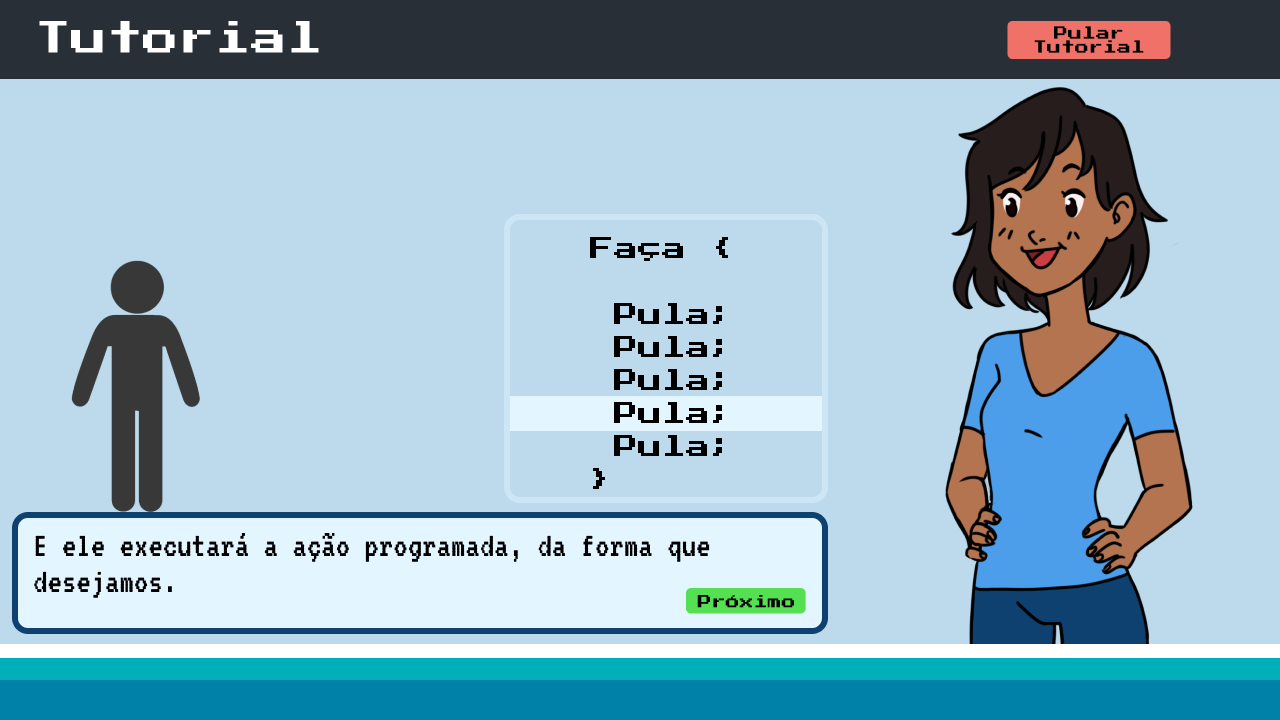 Tutorial
Pular
Tutorial
Faça {
Pula;
Pula;
Pula;
Pula;
Pula;
}
E ele executará a ação programada, da forma que
desejamos.
Próximo